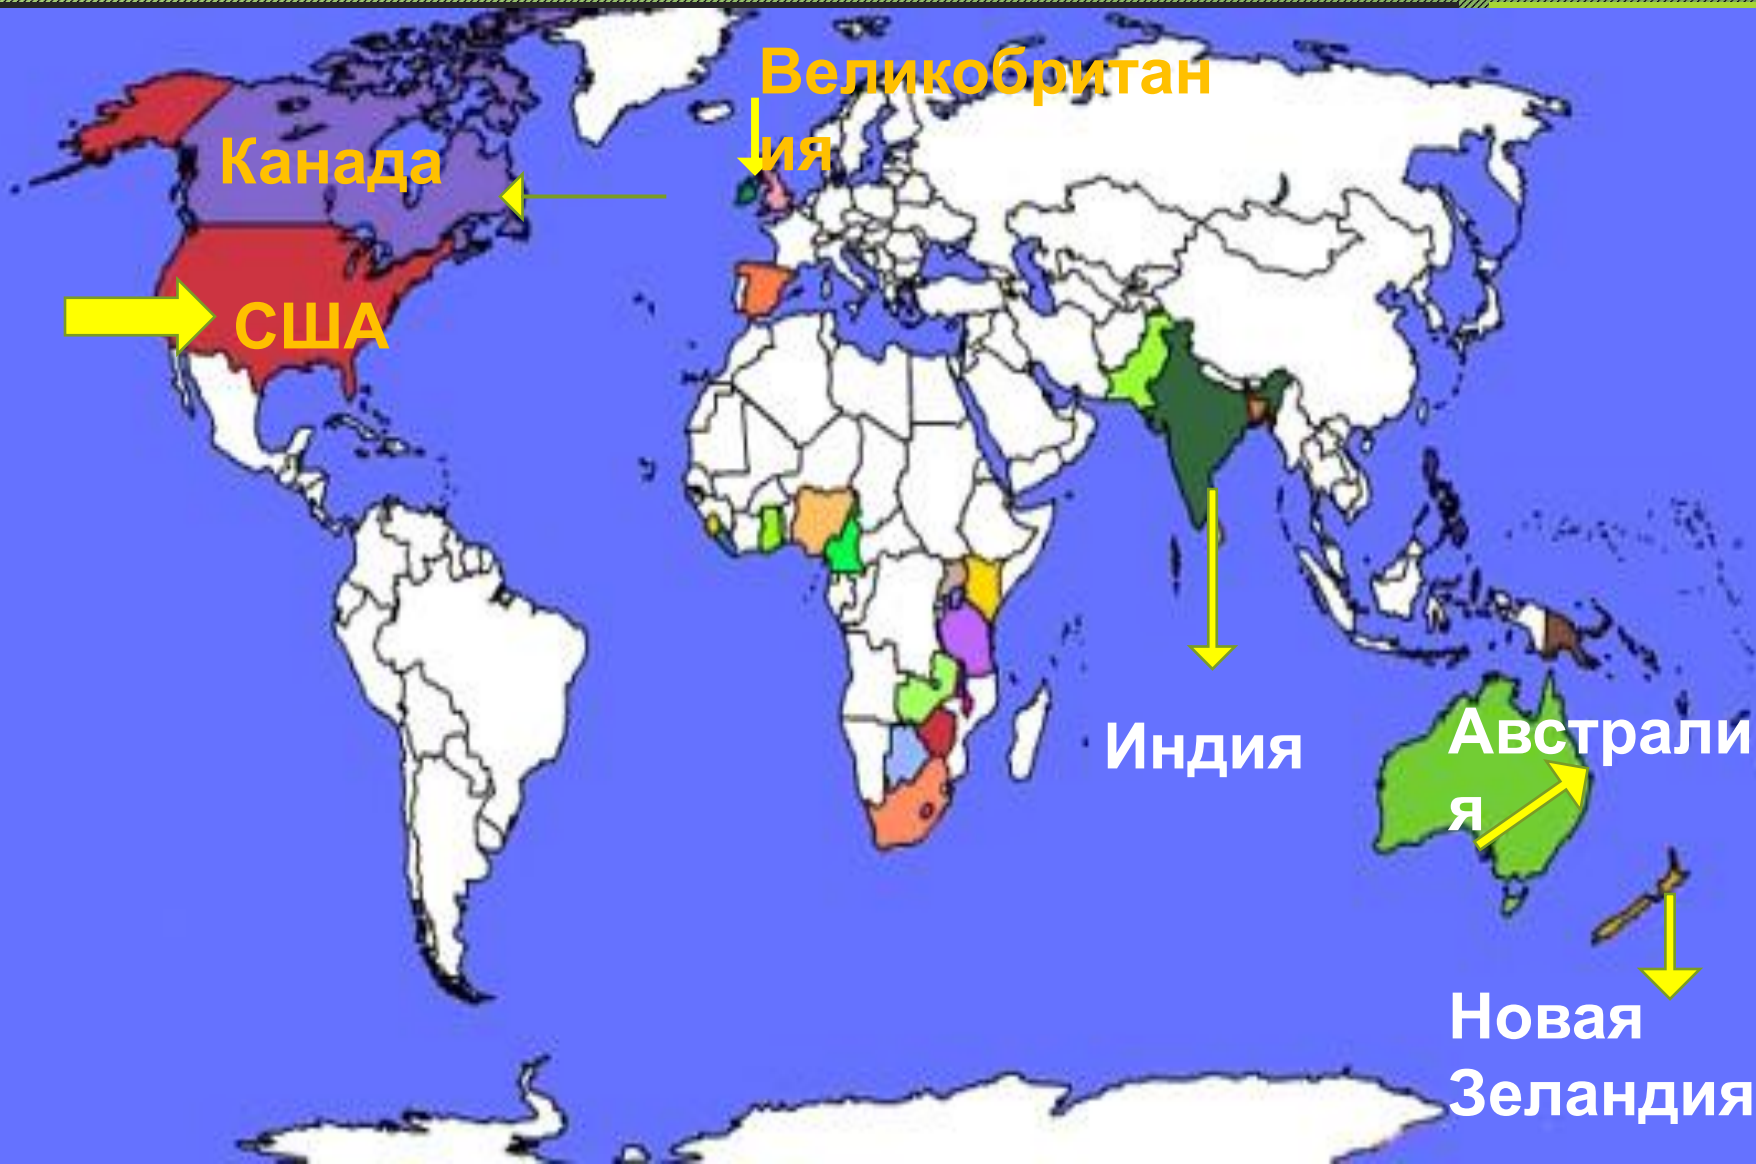 Великобритан
ия
Канада
США
Индия
Австрали
я
Новая
Зеландия